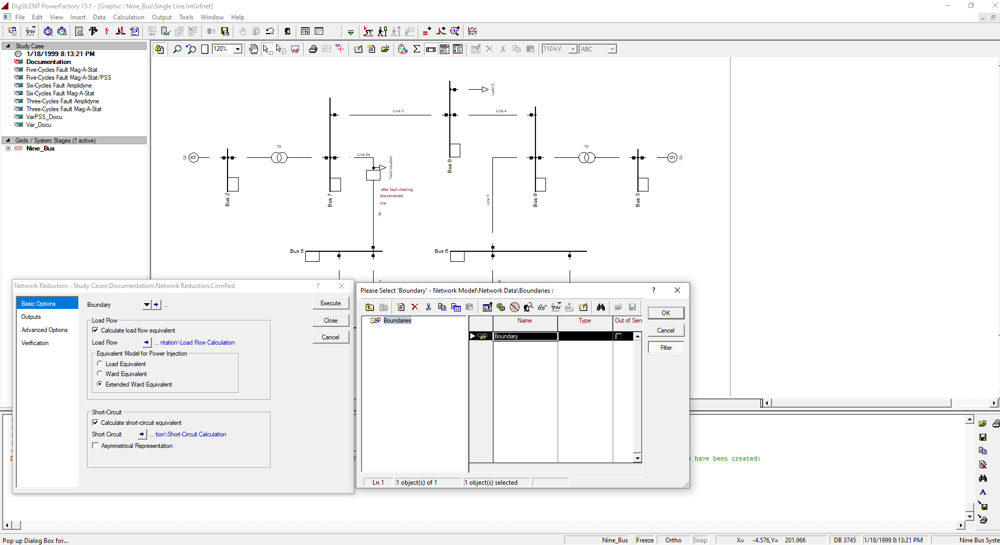 DIgSILENT PowerFactory 15.1 - [Graphic : Nine_Bus\Single Line.IntGrfnet]
File Edit View Insert Data Calculation Output Tools Window Help
Study Case
1/18/1999 8:13:21 PM
Documentation
Five-Cycles Fault Mag-A-Stat
Five-Cycles Fault Mag-A-Stat/PSS
Six-Cycles Fault Amplidyne
Six-Cycles Fault Mag-A-Stat
Three-Cycles Fault Amplidyne
Three-Cycles Fault Mag-A-Stat
VarPSS_Docu
Var_Docu
Grids / System Stages (1 active)
Nine_Bus
120%
110 kV
ABC
Load C
Line 3
Line 4
G2
T2
Line 2a
Fault location
Bus 8
T3
G3
after fault clearing
disconnected
line
2b
Bus 2
Bus 7
Line 5
Bus 9
Bus 3
Bus 5
Bus 6
Network Reduction - Study Cases\Documentation\Network Reduction.ComRed
?
Basic Options
Outputs
Advanced Options
Verification
Boundary
...
Execute
Close
Cancel
Load Flow
Calculate load flow equivalent
Load Flow
... ntation\Load Flow Calculation
Equivalent Model for Power Injection
Load Equivalent
Ward Equivalent
Extended Ward Equivalent
Short-Circuit
Calculate short-circuit equivalent
Short Circuit
... tion\Short-Circuit Calculation
Asymmetrical Representation
Please Select 'Boundary' - Network Model\Network Data\Boundaries :
?
Boundaries
Name
Type
Out of Serv
Boundary
OK
Cancel
Filter
Ln 1
1 object(s) of 1
1 object(s) selected
have been created:
Pop up Dialog Box for...
Nine_Bus
Freeze
Ortho
Snap
X= -4.576,Y= 201.966
DB 3745
1/18/1999 8:13:21 PM
Nine Bus Syste